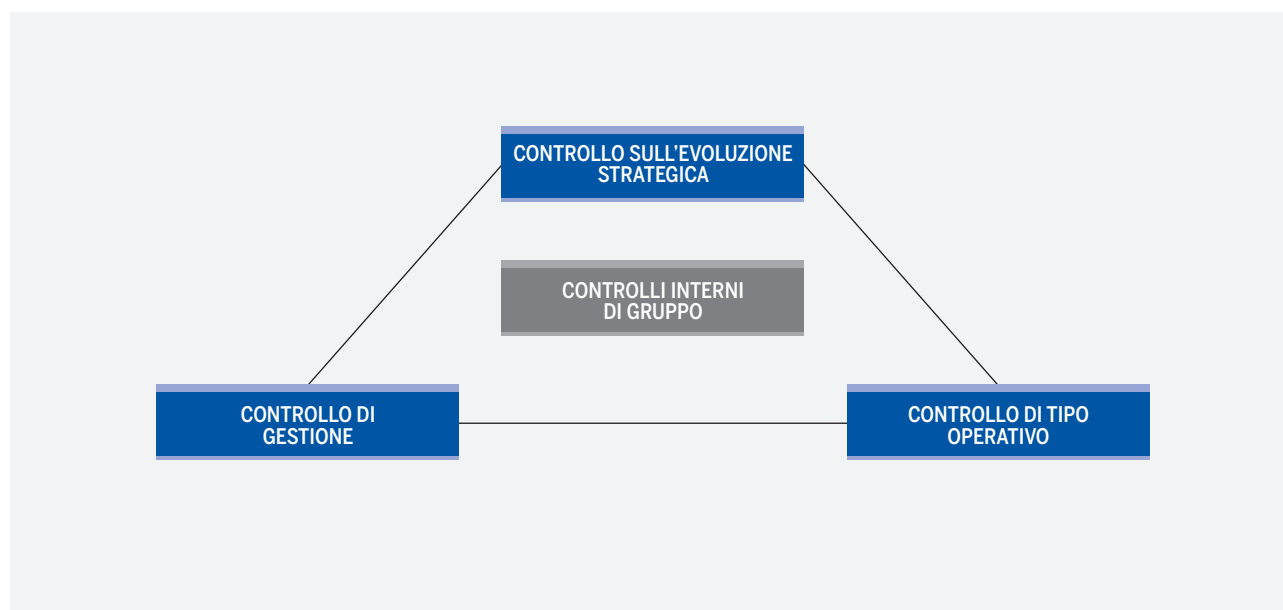 CONTROLLO SULL'EVOLUZIONE
STRATEGICA
CONTROLLI INTERNI
DI GRUPPO
CONTROLLO DI
GESTIONE
CONTROLLO DI TIPO
OPERATIVO